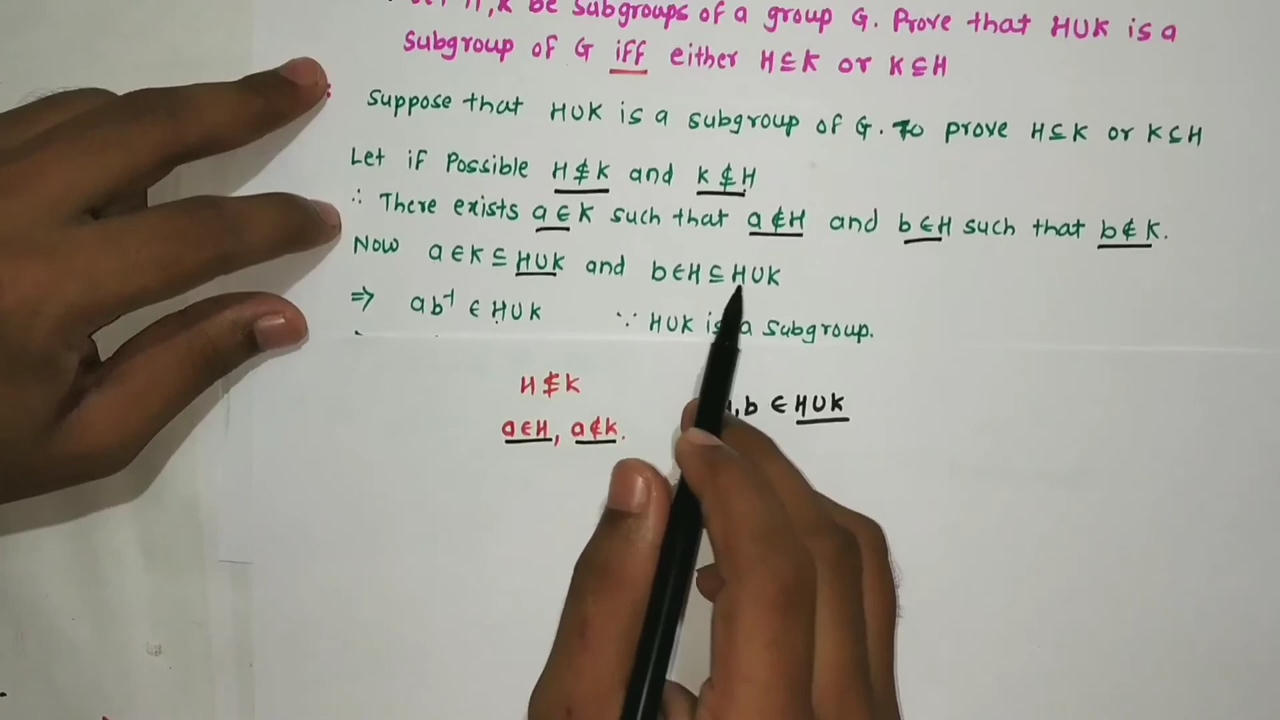 H,K be subgroups of a group G. Prove that HUK is a
subgroup of G iff either H⊆K or K⊆H
Suppose that HUK is a subgroup of G. To prove H⊆K or K⊆H
Let if Possible H⊈K and K⊈H
∴ There exists a∈K such that a∉H and b∈H such that b∉K.
Now a∈K⊆HUK and b∈H⊆HUK
⇒ ab⁻¹ ∈ HUK ∵ HUK is a subgroup.
H⊈K
a∈H, a∉K.
,b ∈ HUK